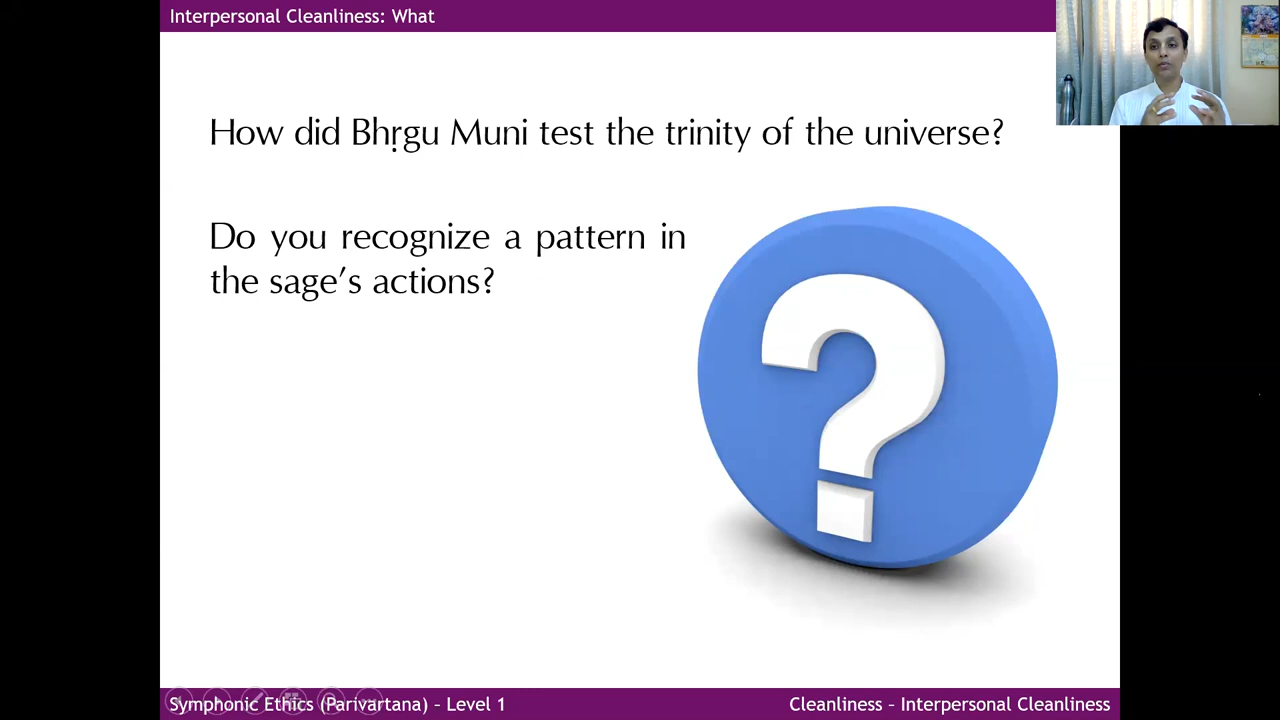 Interpersonal Cleanliness: What
How did Bhṛgu Muni test the trinity of the universe?
Do you recognize a pattern in
the sage’s actions?
Symphonic Ethics (Parivartana) – Level 1
Cleanliness – Interpersonal Cleanliness